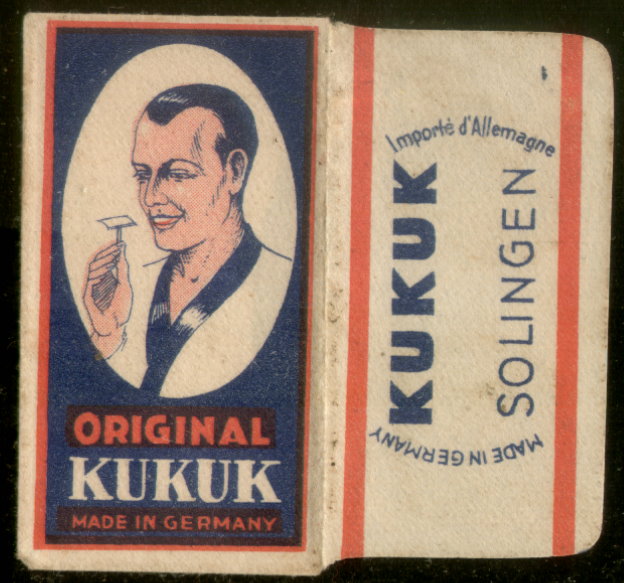 ORIGINAL
KUKUK
MADE IN GERMANY
Importé d'Allemagne
KUKUK
SOLINGEN
MADE IN GERMANY